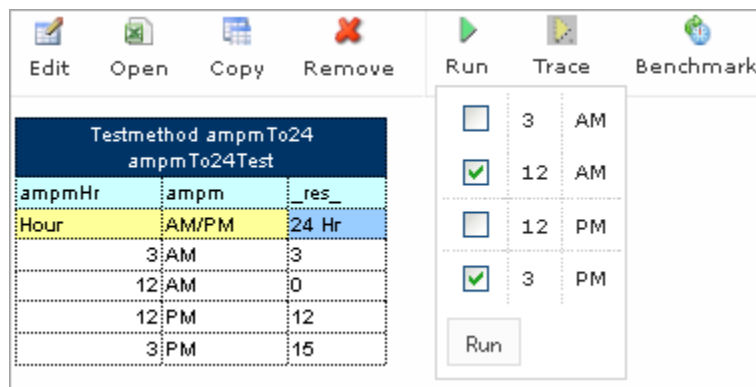 Edit Open Copy Remove Run Trace Benchmark
Testmethod ampmTo24
ampmTo24Test
ampmHr ampm _res_
Hour AM/PM 24 Hr
3 AM 3
12 AM 0
12 PM 12
3 PM 15
3 AM
12 AM
12 PM
3 PM
Run